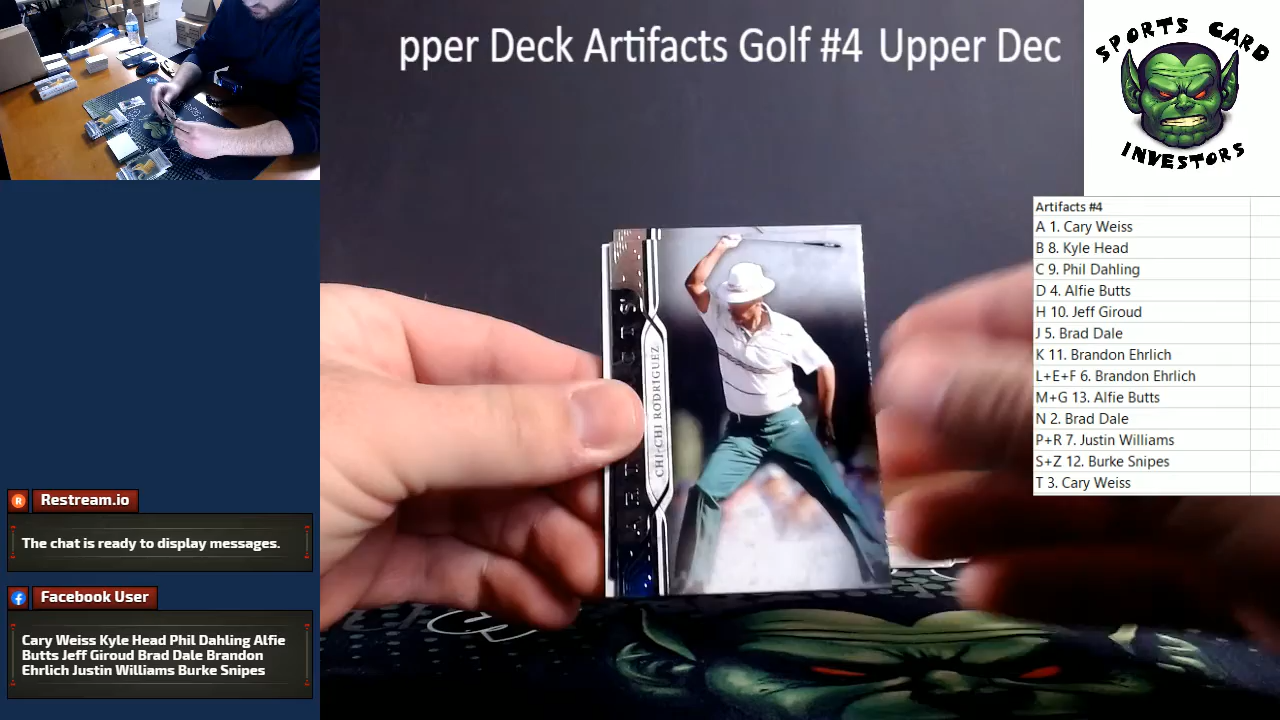 pper Deck Artifacts Golf #4 Upper Dec
SPORTS CARD
INVESTORS
Artifacts #4
A 1. Cary Weiss
B 8. Kyle Head
C 9. Phil Dahling
D 4. Alfie Butts
H 10. Jeff Giroud
J 5. Brad Dale
K 11. Brandon Ehrlich
L+E+F 6. Brandon Ehrlich
M+G 13. Alfie Butts
N 2. Brad Dale
P+R 7. Justin Williams
S+Z 12. Burke Snipes
T 3. Cary Weiss
CHI-CHI RODRIGUEZ
Restream.io
The chat is ready to display messages.
Facebook User
Cary Weiss Kyle Head Phil Dahling Alfie
Butts Jeff Giroud Brad Dale Brandon
Ehrlich Justin Williams Burke Snipes